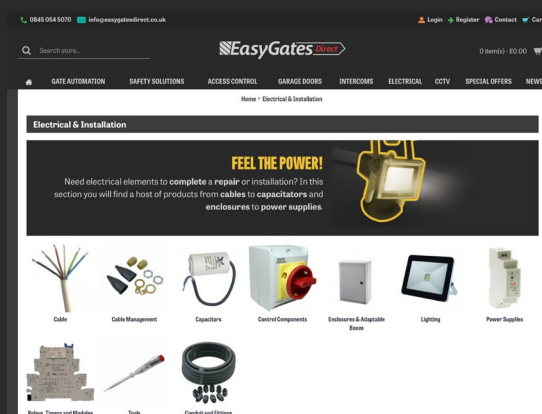 0845 054 5070 info@easygatesdirect.co.uk
Login Register Contact Car
Search store...
EasyGates Direct
0 item(s) - £0.00
GATE AUTOMATION SAFETY SOLUTIONS ACCESS CONTROL GARAGE DOORS INTERCOMS ELECTRICAL CCTV SPECIAL OFFERS NEWS
Home » Electrical & Installation
Electrical & Installation
FEEL THE POWER!
Need electrical elements to complete a repair or installation? In this
section you will find a host of products from cables to capacitors and
enclosures to power supplies.
Cable Cable Management Capacitors Control Components Enclosures & Adaptable Boxes Lighting Power Supplies
Relays, Timers and Modules Tools Conduit and Fittings